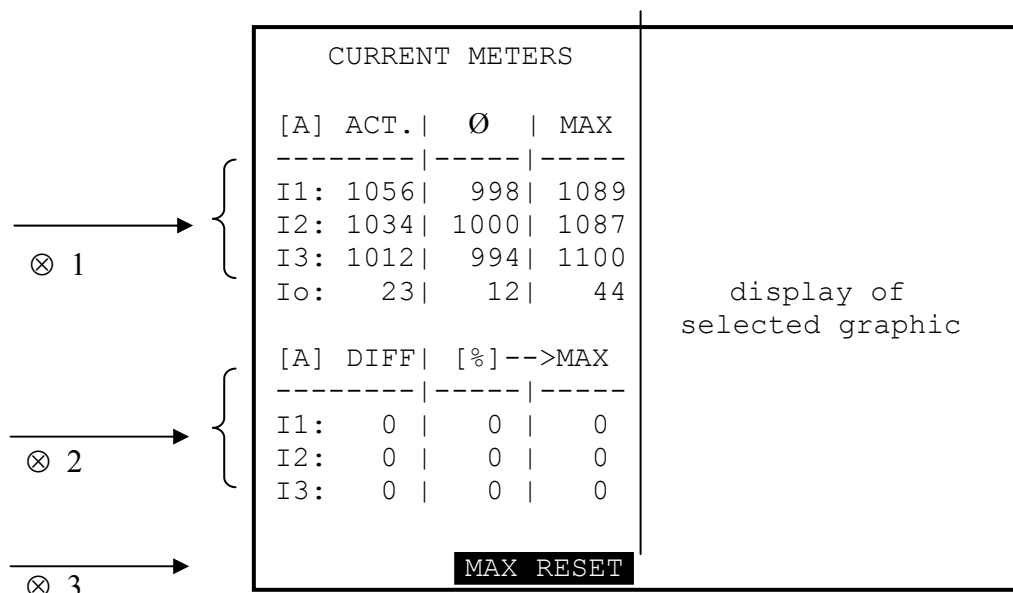 CURRENT METERS
[A] ACT.| Ø | MAX
--------|-----|-----
I1: 1056| 998| 1089
I2: 1034| 1000| 1087
I3: 1012| 994| 1100
Io: 23| 12| 44
[A] DIFF| [%]-->MAX
--------|-----|-----
I1: 0 | 0 | 0
I2: 0 | 0 | 0
I3: 0 | 0 | 0
MAX RESET
display of
selected graphic
⊗ 1
⊗ 2
⊗ 3